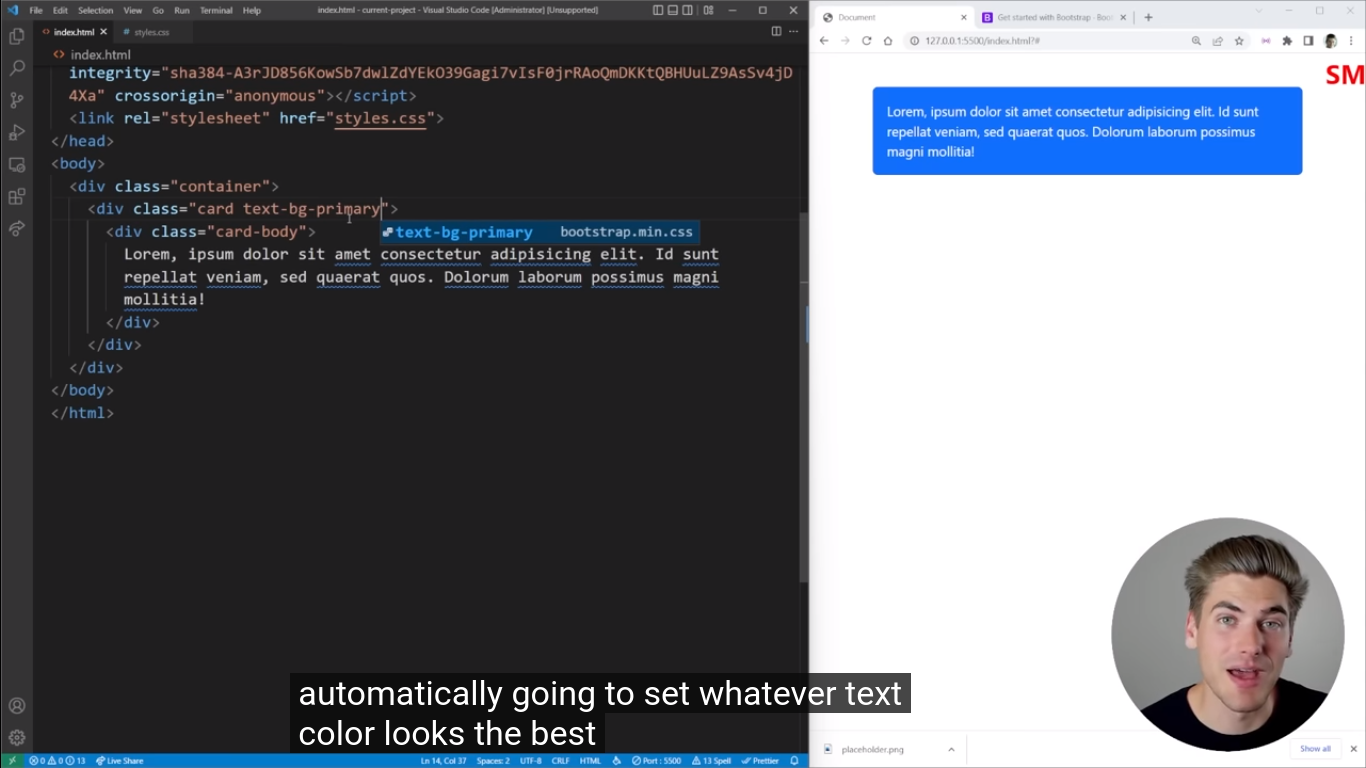 File Edit Selection View Go Run Terminal Help index.html - current-project - Visual Studio Code [Administrator] [Unsupported]
index.html styles.css
index.html
integrity="sha384-A3rJD856KowSb7dwlZdYEkO39Gagi7vIsF0jrRAoQmDKKtQBHUuLZ9AsSv4jD
4Xa" crossorigin="anonymous"></script>
<link rel="stylesheet" href="styles.css">
</head>
<body>
<div class="container">
<div class="card text-bg-primary">
<div class="card-body">
text-bg-primary bootstrap.min.css
Lorem, ipsum dolor sit amet consectetur adipisicing elit. Id sunt
repellat veniam, sed quaerat quos. Dolorum laborum possimus magni
mollitia!
</div>
</div>
</div>
</body>
</html>
0 0 13 Live Share Ln 14, Col 37 Spaces: 2 UTF-8 CRLF HTML Port : 5500 13 Spell Prettier
Document Get started with Bootstrap · Boo
127.0.0.1:5500/index.html?#
SM
Lorem, ipsum dolor sit amet consectetur adipisicing elit. Id sunt
repellat veniam, sed quaerat quos. Dolorum laborum possimus
magni mollitia!
placeholder.png Show all
automatically going to set whatever text
color looks the best